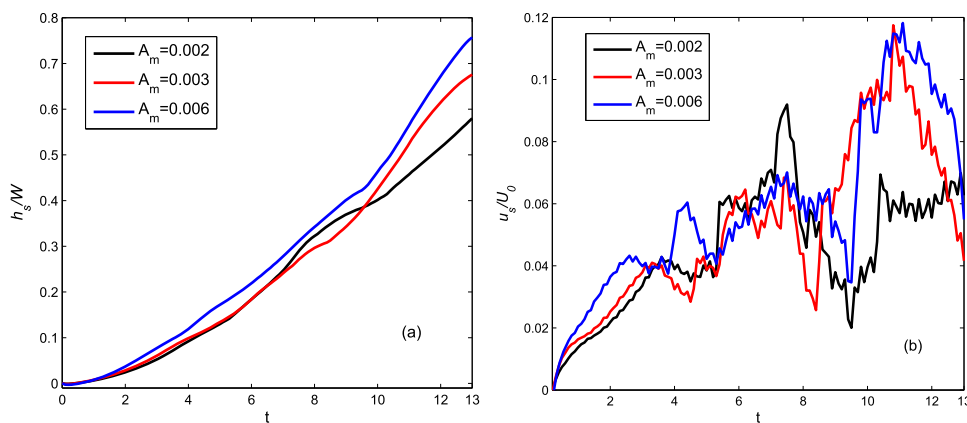 0.8
0.7
0.6
0.5
0.4
0.3
0.2
0.1
0
h_s/W
A_m=0.002
A_m=0.003
A_m=0.006
(a)
0 2 4 6 8 10 12 13
t
0.12
0.1
0.08
0.06
0.04
0.02
0
u_s/U_0
A_m=0.002
A_m=0.003
A_m=0.006
(b)
2 4 6 8 10 12 13
t